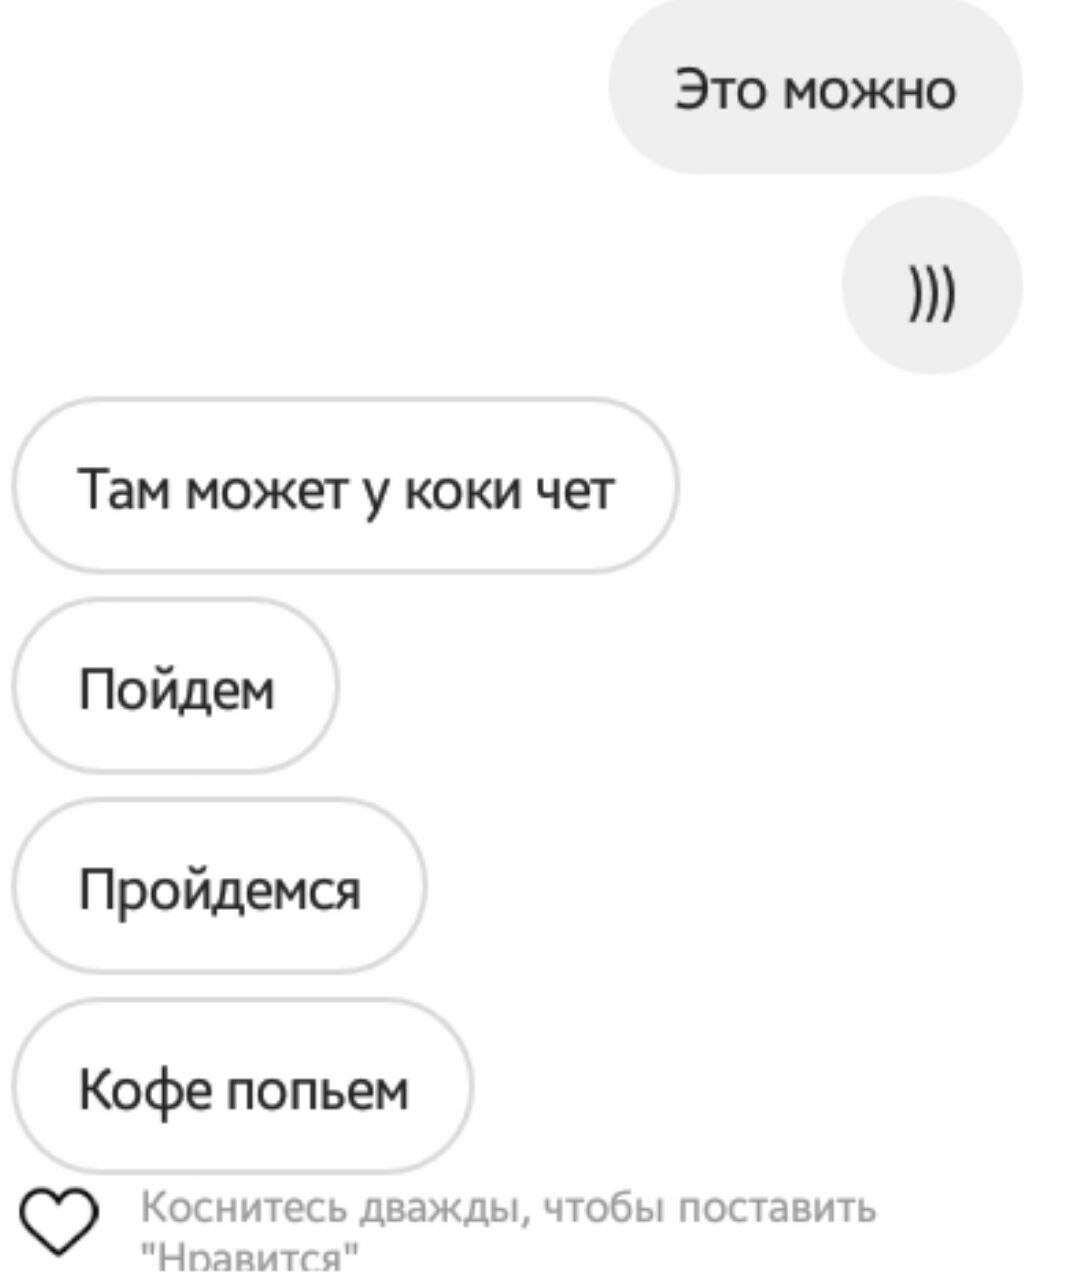 Это можно
)))
Там может у коки чет
Пойдем
Пройдемся
Кофе попьем
Коснитесь дважды, чтобы поставить
"Нравится"